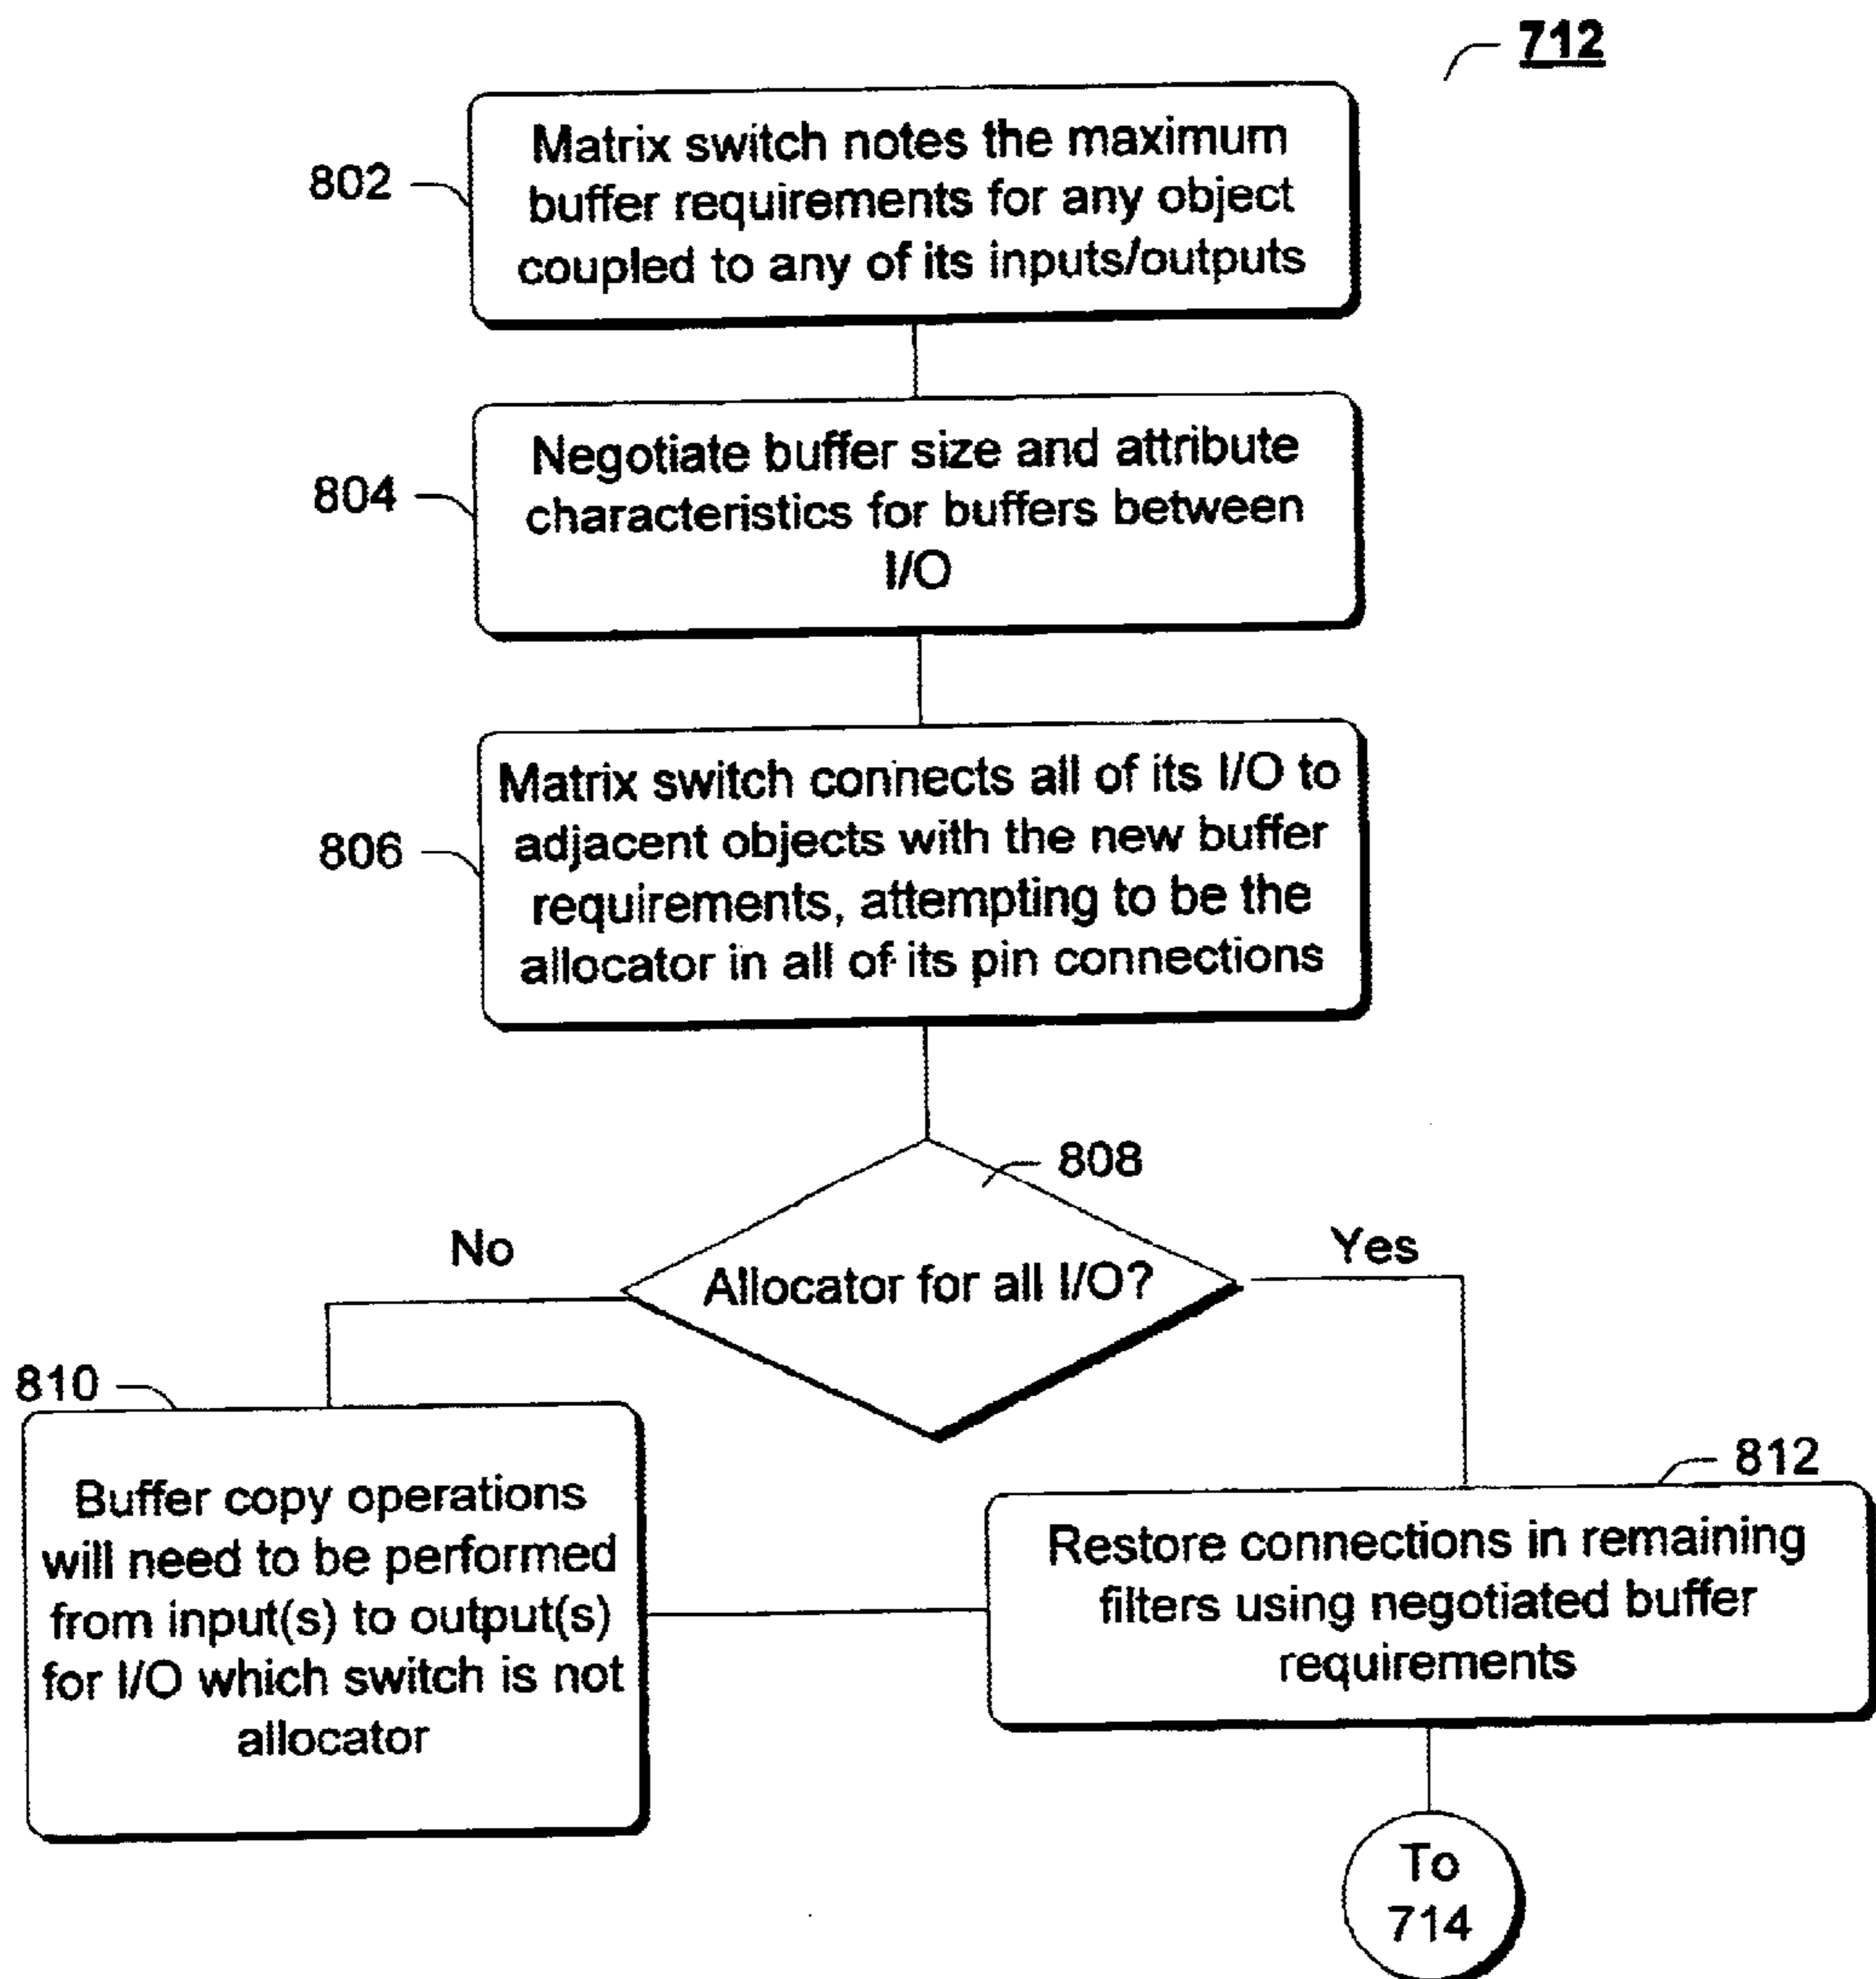 712
802
Matrix switch notes the maximum
buffer requirements for any object
coupled to any of its inputs/outputs
804
Negotiate buffer size and attribute
characteristics for buffers between
I/O
806
Matrix switch connects all of its I/O to
adjacent objects with the new buffer
requirements, attempting to be the
allocator in all of its pin connections
808
No
Allocator for all I/O?
Yes
810
Buffer copy operations
will need to be performed
from input(s) to output(s)
for I/O which switch is not
allocator
812
Restore connections in remaining
filters using negotiated buffer
requirements
To
714